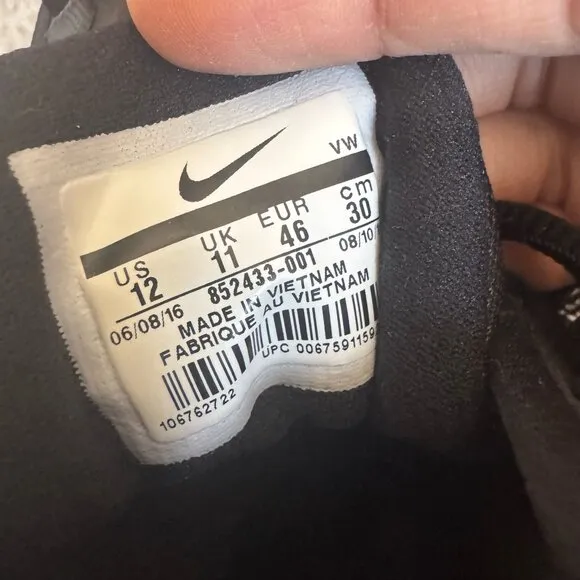 VW
US UK EUR cm
12 11 46 30
06/08/16 852433-001 08/10/
MADE IN VIETNAM
FABRIQUE AU VIETNAM
UPC 0067591159
106762722